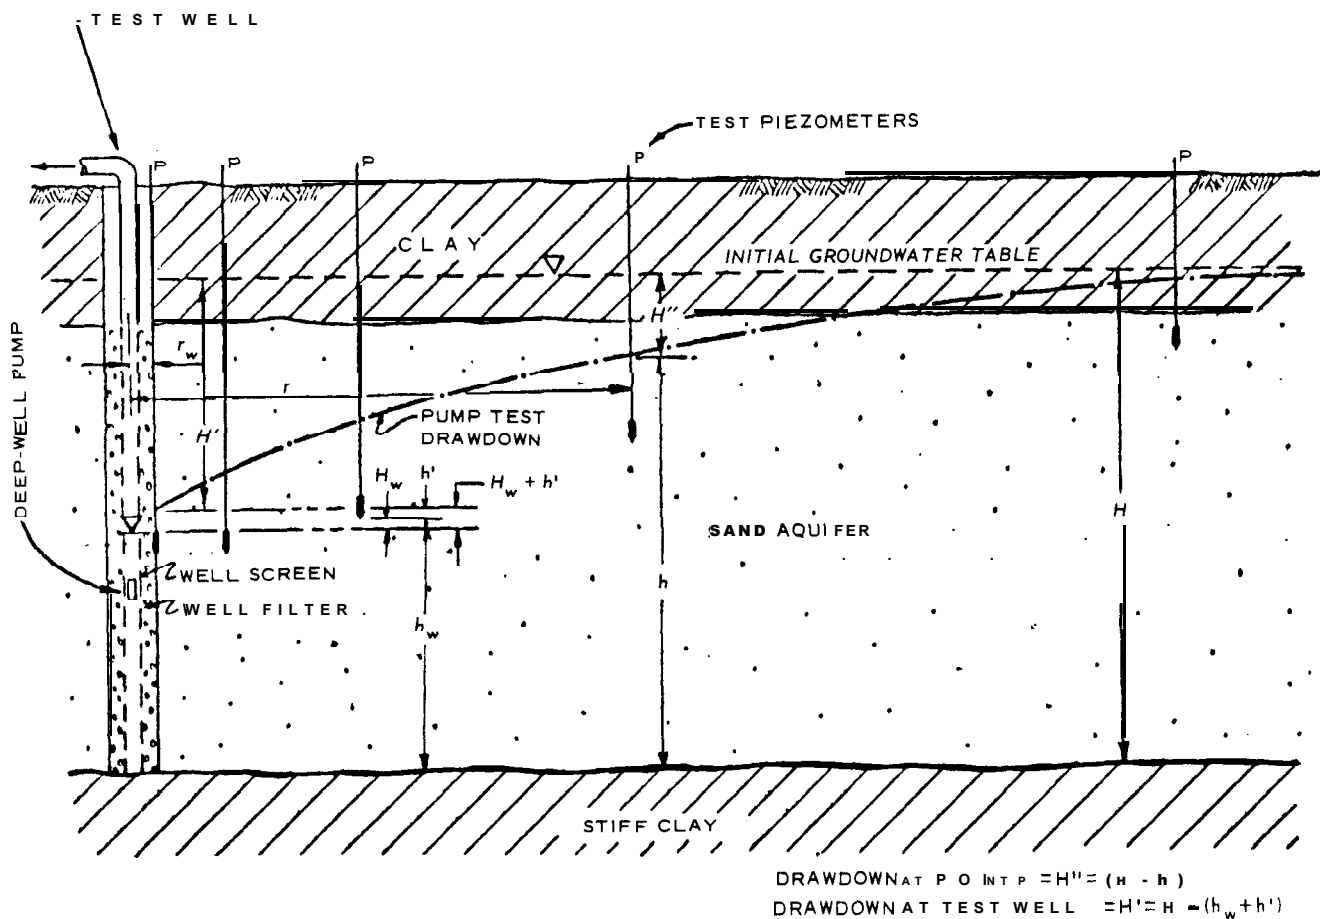 TEST WELL
TEST PIEZOMETERS
P
P
P
P
P
CLAY
INITIAL GROUNDWATER TABLE
H''
r_w
r
DEEP-WELL PUMP
H'
PUMP TEST
DRAWDOWN
H_w
h'
H_w + h'
H
SAND AQUIFER
WELL SCREEN
h
WELL FILTER
h_w
STIFF CLAY
DRAWDOWN AT POINT P = H'' = (H - h)
DRAWDOWN AT TEST WELL = H' = H - (h_w + h')